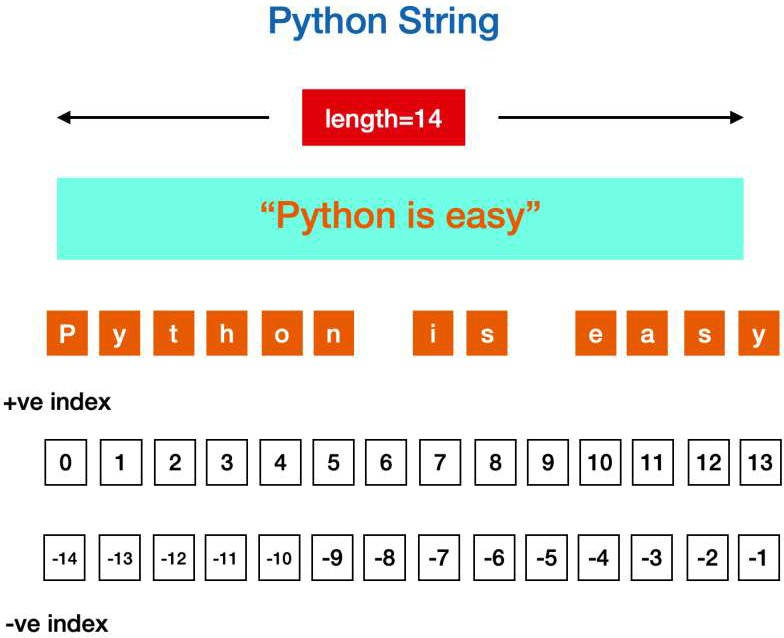 Python String
length=14
“Python is easy”
P y t h o n i s e a s y
+ve index
0 1 2 3 4 5 6 7 8 9 10 11 12 13
-14 -13 -12 -11 -10 -9 -8 -7 -6 -5 -4 -3 -2 -1
-ve index